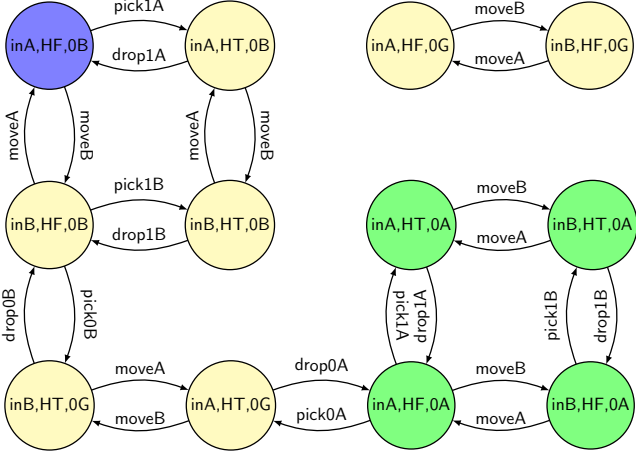 pick1A
moveB
inA,HF,0B
inA,HT,0B
inA,HF,0G
inB,HF,0G
drop1A
moveA
moveA
moveB
moveA
moveB
pick1B
moveB
inB,HF,0B
inB,HT,0B
inA,HT,0A
inB,HT,0A
drop1B
moveA
drop0B
pick0B
pick1A
drop1A
pick1B
drop1B
moveA
drop0A
moveB
inB,HT,0G
inA,HT,0G
inA,HF,0A
inB,HF,0A
moveB
pick0A
moveA